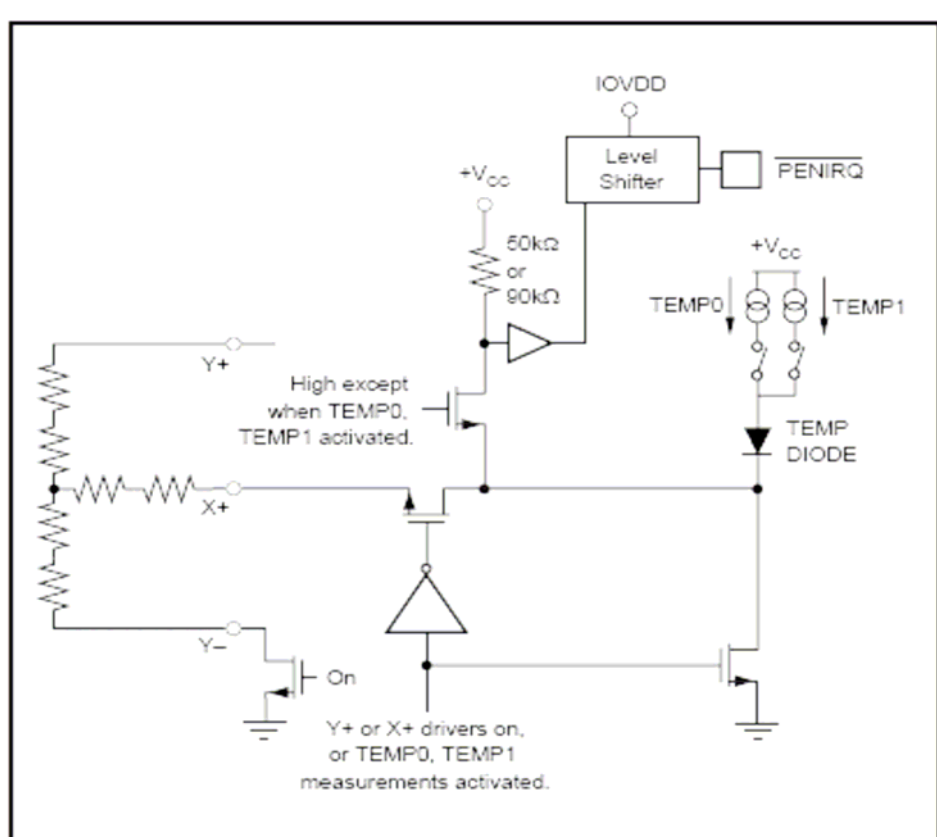 IOVDD
Level
Shifter
PENIRQ
+VCC
50kΩ
or
90kΩ
+VCC
TEMP0
TEMP1
Y+
High except
when TEMP0,
TEMP1 activated.
TEMP
DIODE
X+
Y–
On
Y+ or X+ drivers on,
or TEMP0, TEMP1
measurements activated.